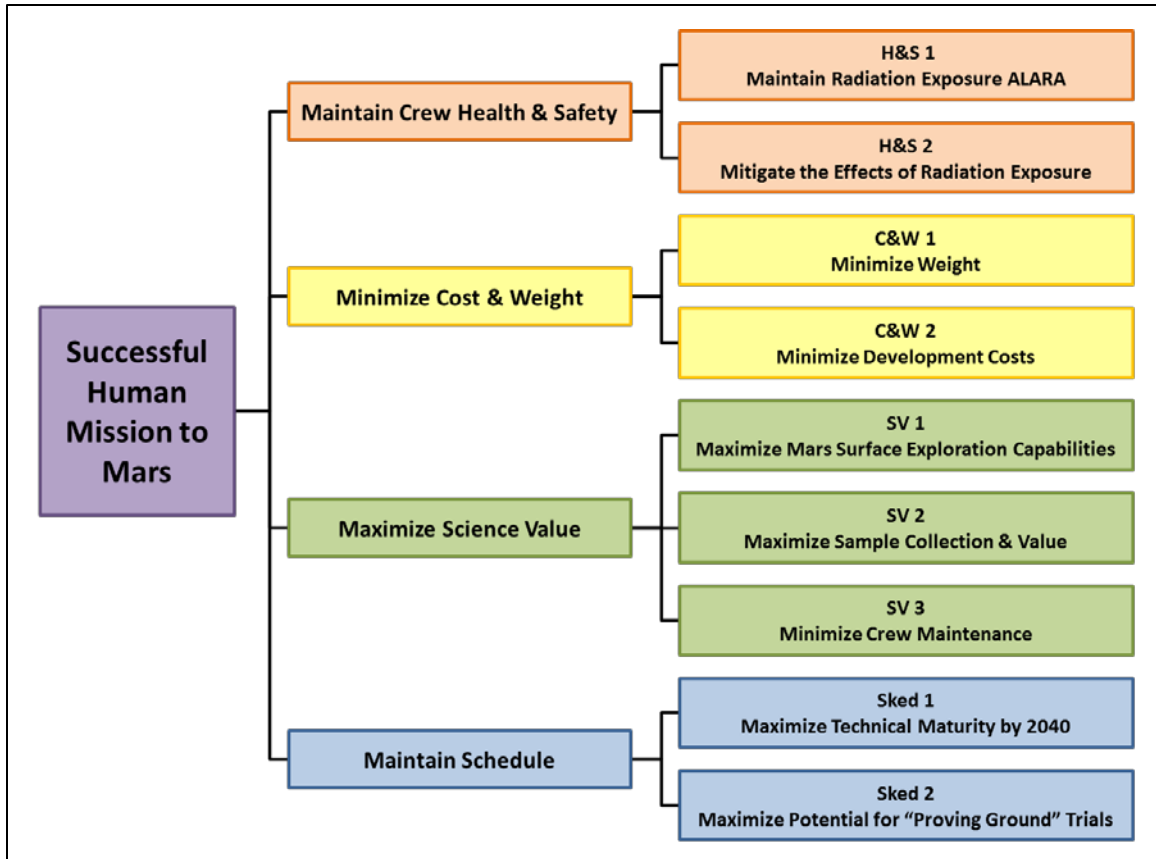 Successful
Human
Mission to
Mars
Maintain Crew Health & Safety
H&S 1
Maintain Radiation Exposure ALARA
H&S 2
Mitigate the Effects of Radiation Exposure
Minimize Cost & Weight
C&W 1
Minimize Weight
C&W 2
Minimize Development Costs
Maximize Science Value
SV 1
Maximize Mars Surface Exploration Capabilities
SV 2
Maximize Sample Collection & Value
SV 3
Minimize Crew Maintenance
Maintain Schedule
Sked 1
Maximize Technical Maturity by 2040
Sked 2
Maximize Potential for “Proving Ground” Trials